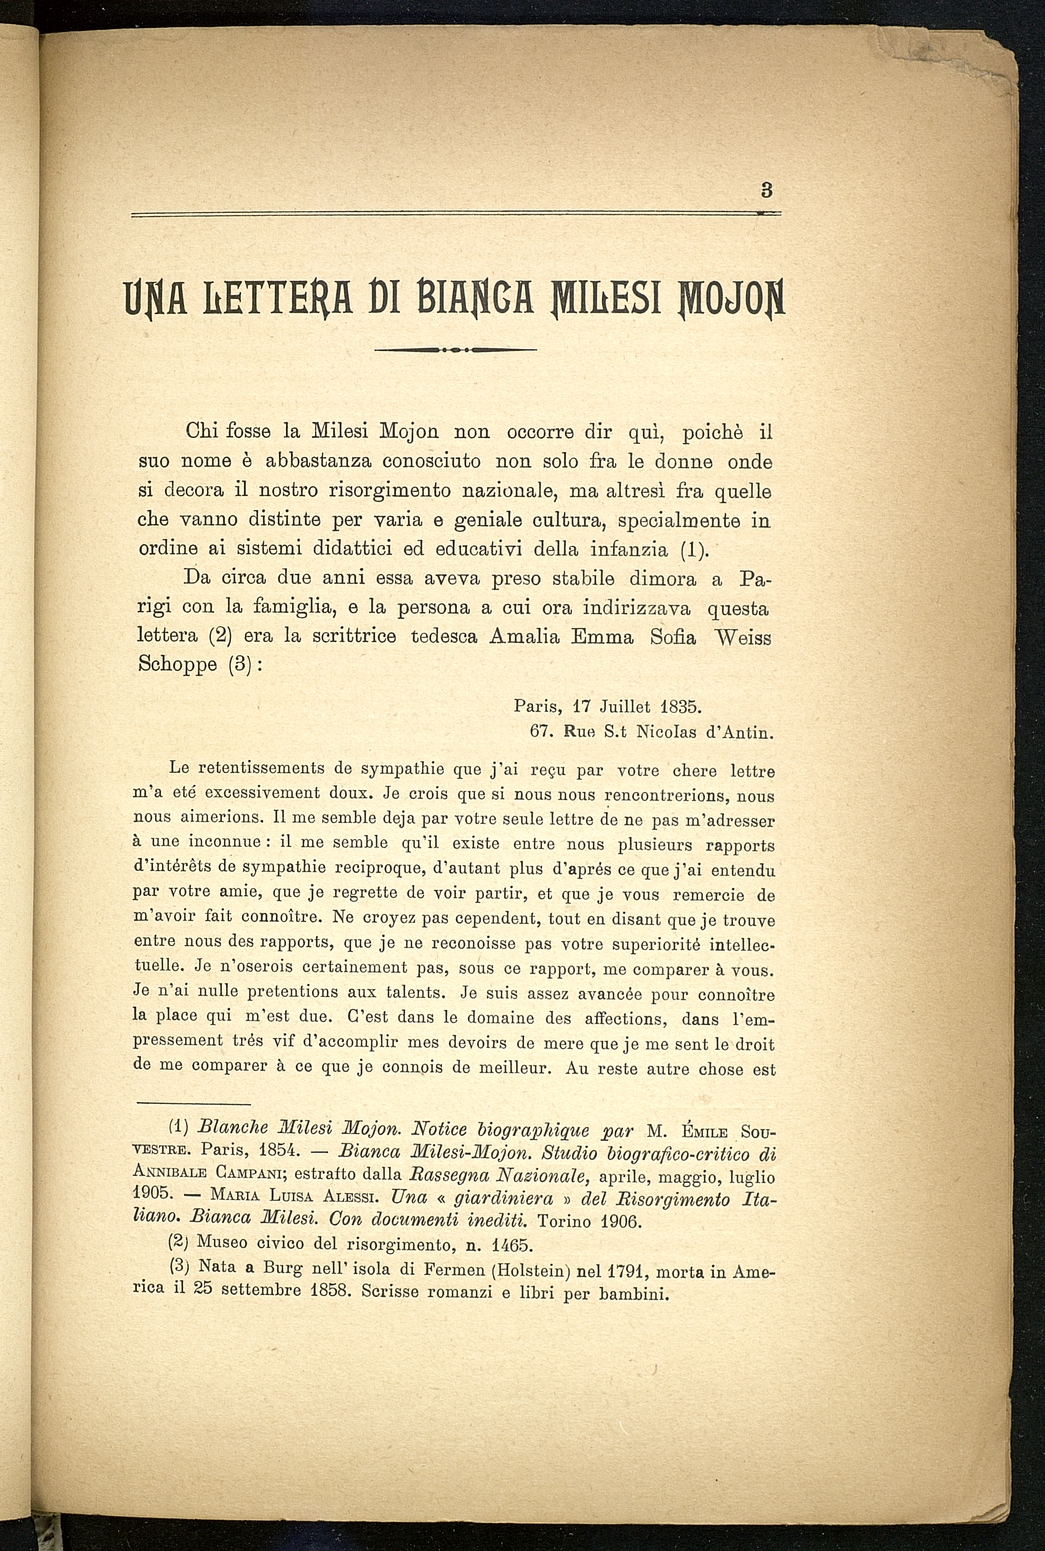 3
UNA LETTERA DI BIANCA MILESI MOJON
Chi fosse la Milesi Mojon non occorre dir quì, poichè il
suo nome è abbastanza conosciuto non solo fra le donne onde
si decora il nostro risorgimento nazionale, ma altresì fra quelle
che vanno distinte per varia e geniale cultura, specialmente in
ordine ai sistemi didattici ed educativi della infanzia (1).
Da circa due anni essa aveva preso stabile dimora a Pa-
rigi con la famiglia, e la persona a cui ora indirizzava questa
lettera (2) era la scrittrice tedesca Amalia Emma Sofia Weiss
Schoppe (3) :
Paris, 17 Juillet 1835.
67. Rue S.t Nicolas d'Antin.
Le retentissements de sympathie que j'ai reçu par votre chere lettre
m'a eté excessivement doux. Je crois que si nous nous rencontrerions, nous
nous aimerions. Il me semble deja par votre seule lettre de ne pas m'adresser
à une inconnue : il me semble qu'il existe entre nous plusieurs rapports
d'intérêts de sympathie reciproque, d'autant plus d'aprés ce que j'ai entendu
par votre amie, que je regrette de voir partir, et que je vous remercie de
m'avoir fait connoître. Ne croyez pas cependent, tout en disant que je trouve
entre nous des rapports, que je ne reconoisse pas votre superiorité intellec-
tuelle. Je n'oserois certainement pas, sous ce rapport, me comparer à vous.
Je n'ai nulle pretentions aux talents. Je suis assez avancée pour connoître
la place qui m'est due. C'est dans le domaine des affections, dans l'em-
pressement trés vif d'accomplir mes devoirs de mere que je me sent le droit
de me comparer à ce que je connois de meilleur. Au reste autre chose est
(1) Blanche Milesi Mojon. Notice biographique par M. ÉMILE SOU-
VESTRE. Paris, 1854. — Bianca Milesi-Mojon. Studio biografico-critico di
ANNIBALE CAMPANI; estratto dalla Rassegna Nazionale, aprile, maggio, luglio
1905. — MARIA LUISA ALESSI. Una « giardiniera » del Risorgimento Ita-
liano. Bianca Milesi. Con documenti inediti. Torino 1906.
(2) Museo civico del risorgimento, n. 1465.
(3) Nata a Burg nell' isola di Fermen (Holstein) nel 1791, morta in Ame-
rica il 25 settembre 1858. Scrisse romanzi e libri per bambini.